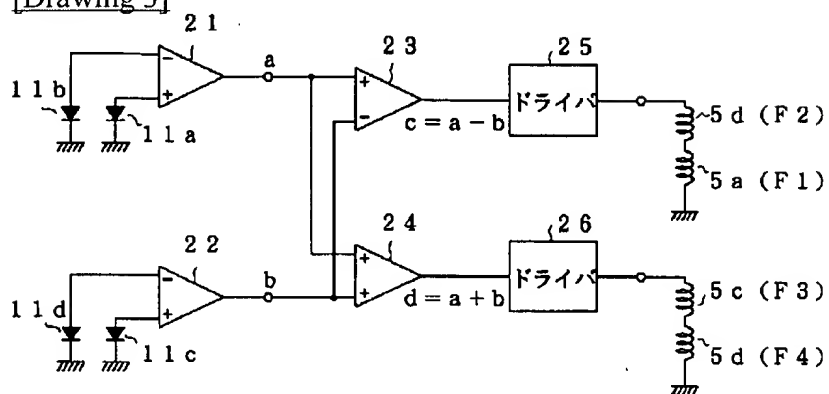 [Drawing 5]
21
23
25
a
11b
ドライバ
5d (F2)
11a
c=a-b
5a (F1)
22
24
26
b
11d
ドライバ
5c (F3)
11c
d=a+b
5d (F4)